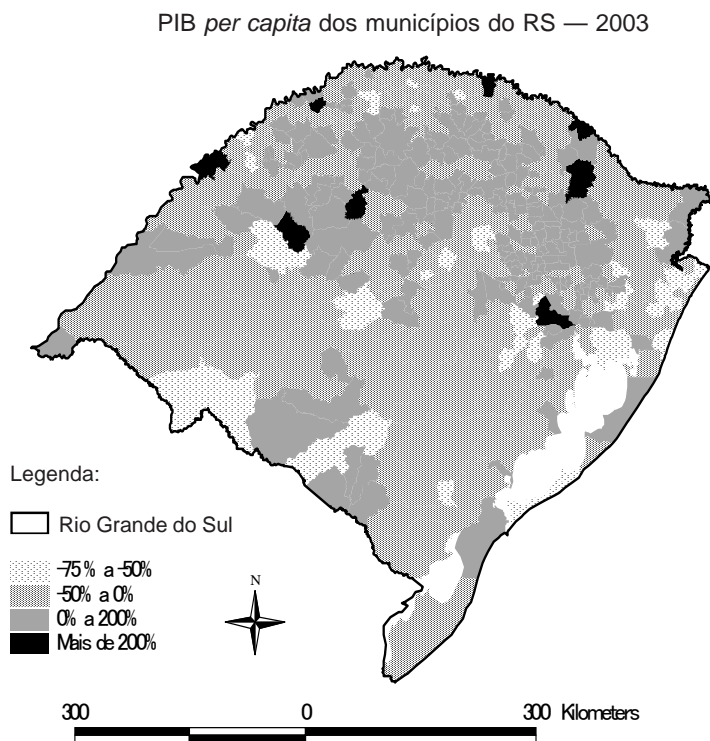 PIB per capita dos municípios do RS — 2003
Legenda:
Rio Grande do Sul
-75% a -50%
-50% a 0%
0% a 200%
Mais de 200%
N
300 0 300 Kilometers